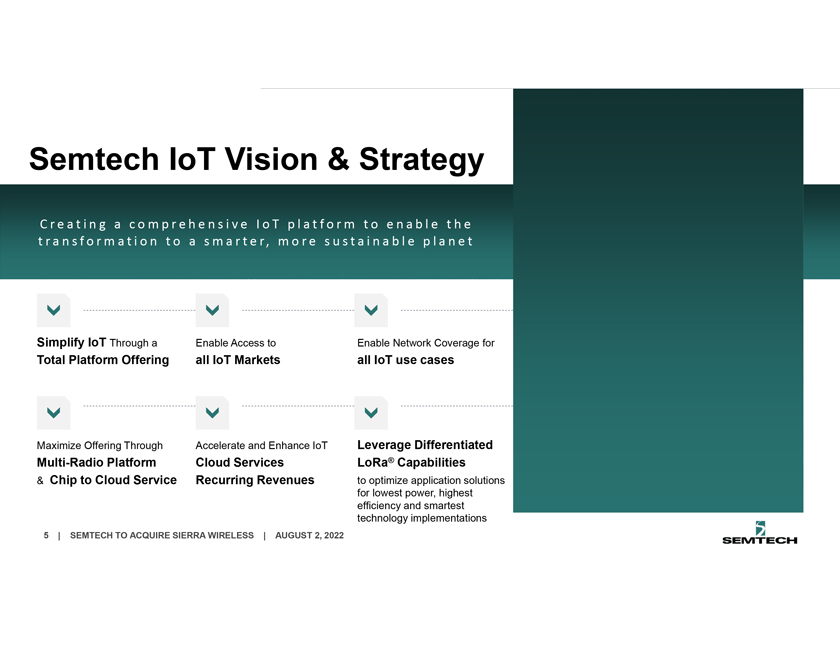 Semtech IoT Vision & Strategy
Creating a comprehensive IoT platform to enable the
transformation to a smarter, more sustainable planet
Simplify IoT Through a
Total Platform Offering
Enable Access to
all IoT Markets
Enable Network Coverage for
all IoT use cases
Maximize Offering Through
Multi-Radio Platform
& Chip to Cloud Service
Accelerate and Enhance IoT
Cloud Services
Recurring Revenues
Leverage Differentiated
LoRa® Capabilities
to optimize application solutions
for lowest power, highest
efficiency and smartest
technology implementations
5 | SEMTECH TO ACQUIRE SIERRA WIRELESS | AUGUST 2, 2022
SEMTECH